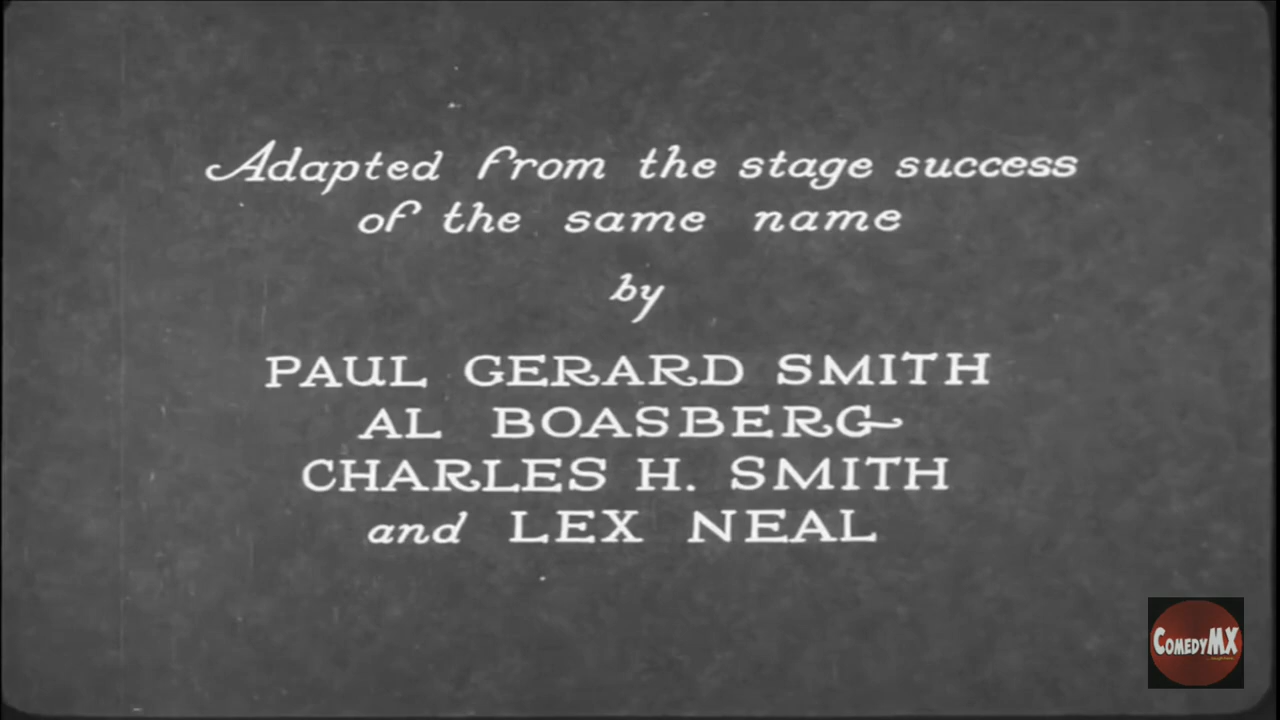 Adapted from the stage success
of the same name
by
PAUL GERARD SMITH
AL BOASBERG
CHARLES H. SMITH
and LEX NEAL
COMEDYMX